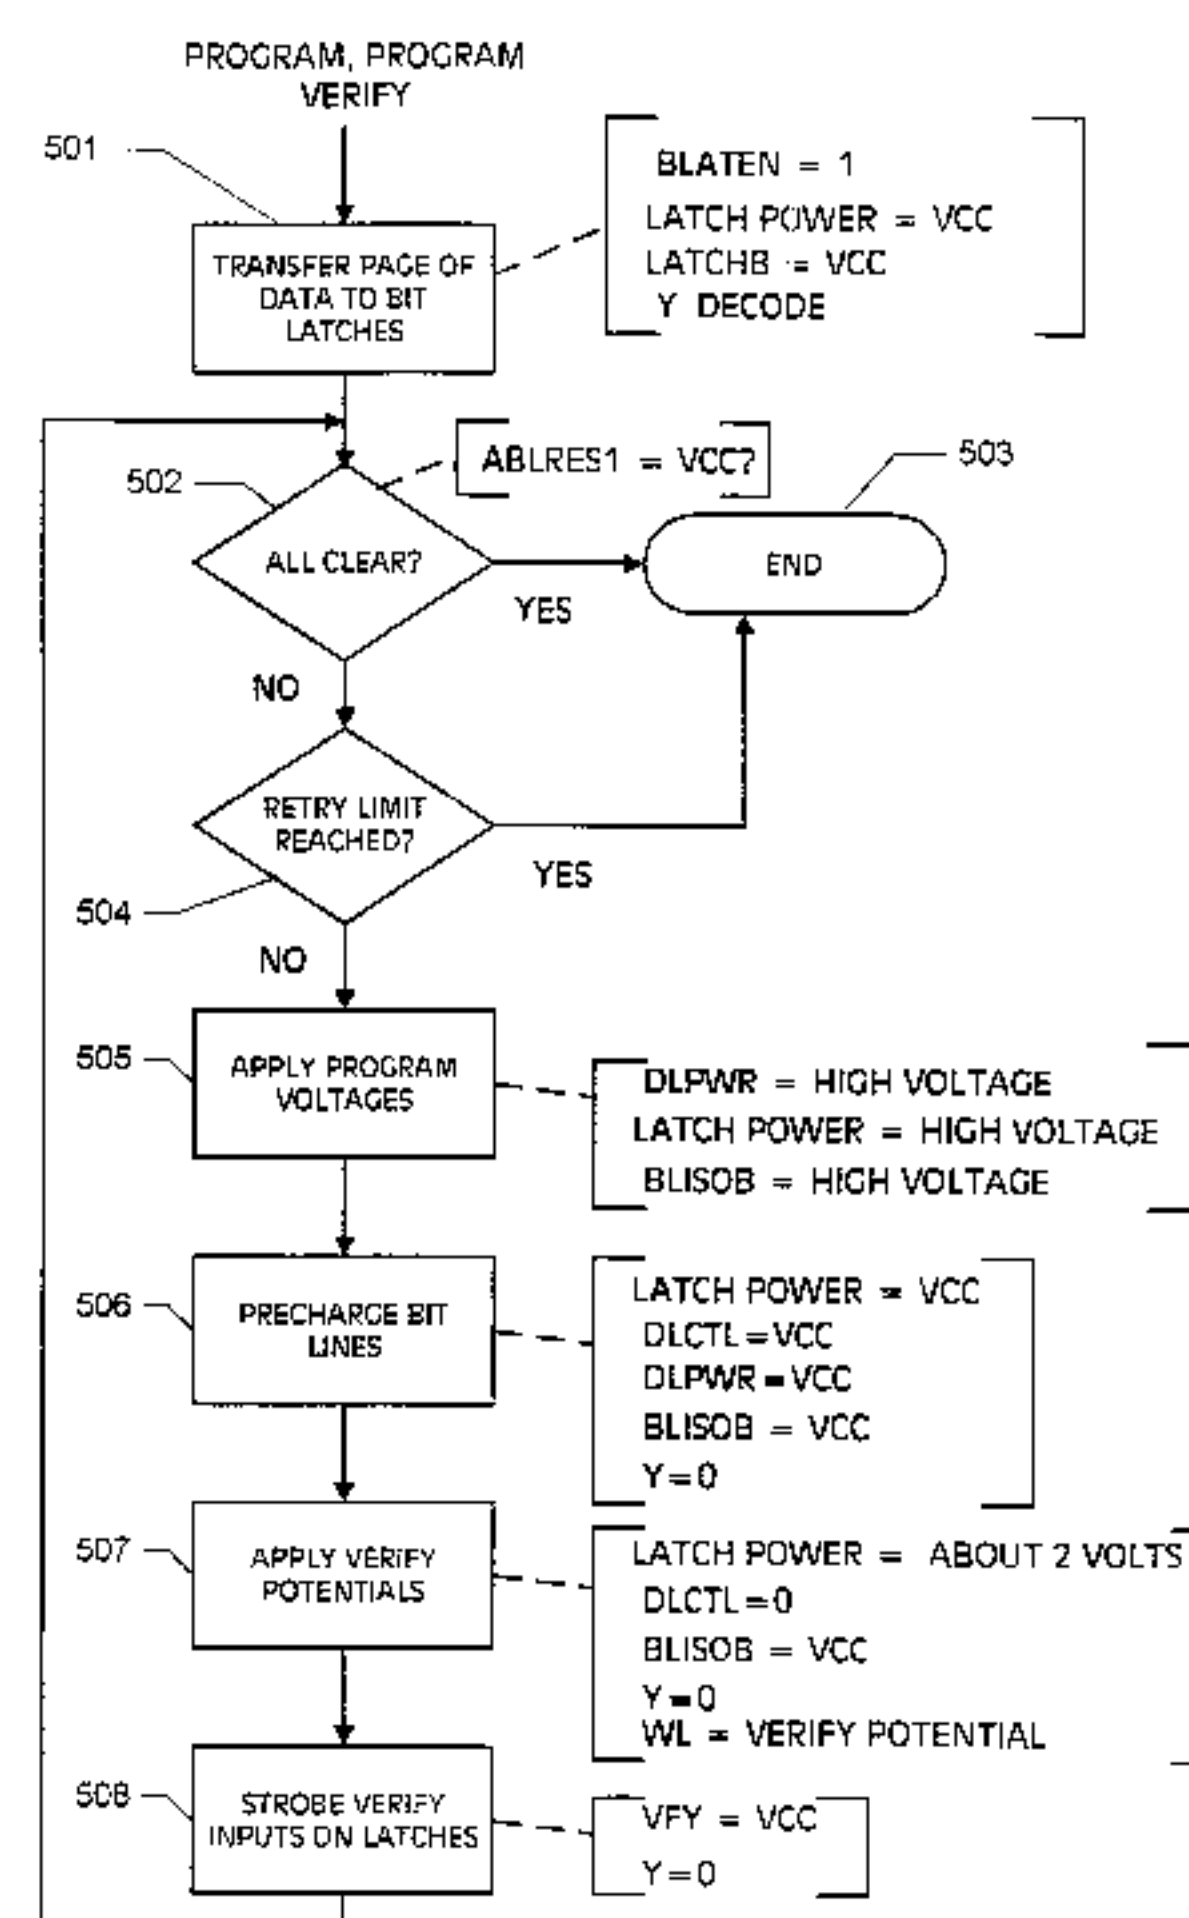 PROGRAM, PROGRAM
VERIFY
501
TRANSFER PAGE OF
DATA TO BIT
LATCHES
BLATEN = 1
LATCH POWER = VCC
LATCHB = VCC
Y DECODE
502
ABLRES1 = VCC?
503
ALL CLEAR?
END
YES
NO
RETRY LIMIT
REACHED?
YES
504
NO
505
APPLY PROGRAM
VOLTAGES
DLPWR = HIGH VOLTAGE
LATCH POWER = HIGH VOLTAGE
BLISOB = HIGH VOLTAGE
506
PRECHARGE BIT
LINES
LATCH POWER = VCC
DLCTL=VCC
DLPWR=VCC
BLISOB = VCC
Y=0
507
APPLY VERIFY
POTENTIALS
LATCH POWER = ABOUT 2 VOLTS
DLCTL=0
BLISOB = VCC
Y=0
WL = VERIFY POTENTIAL
508
STROBE VERIFY
INPUTS ON LATCHES
VFY = VCC
Y=0